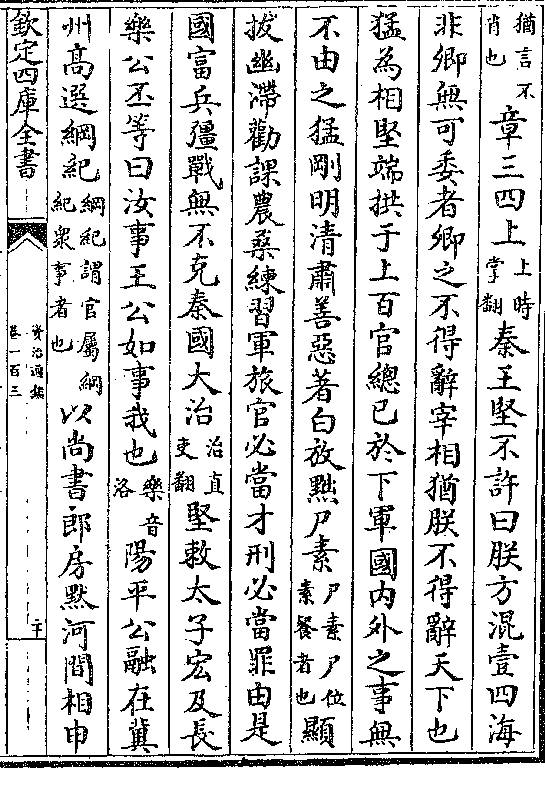 猶言不肖也章三四上上時掌翻秦王堅不許曰朕方混壹四海
非卿無可委者卿之不得辭宰相猶朕不得辭天下也
猛為相堅端拱于上百官總已於下軍國內外之事無
不由之猛剛明清肅善惡著白放黜尸素尸素尸位素餐者也顯
拔幽滯勸課農桑練習軍旅官必當才刑必當罪由是
國富兵彊戰無不克秦國大治治直吏翻堅敕太子宏及長
樂公丕等曰汝事王公如事我也樂音洛陽平公融在冀
州高選綱紀綱紀謂官屬綱紀衆事者也以尚書郎房默河間相申
欽定四庫全書
資治通鑑
卷一百三
二十